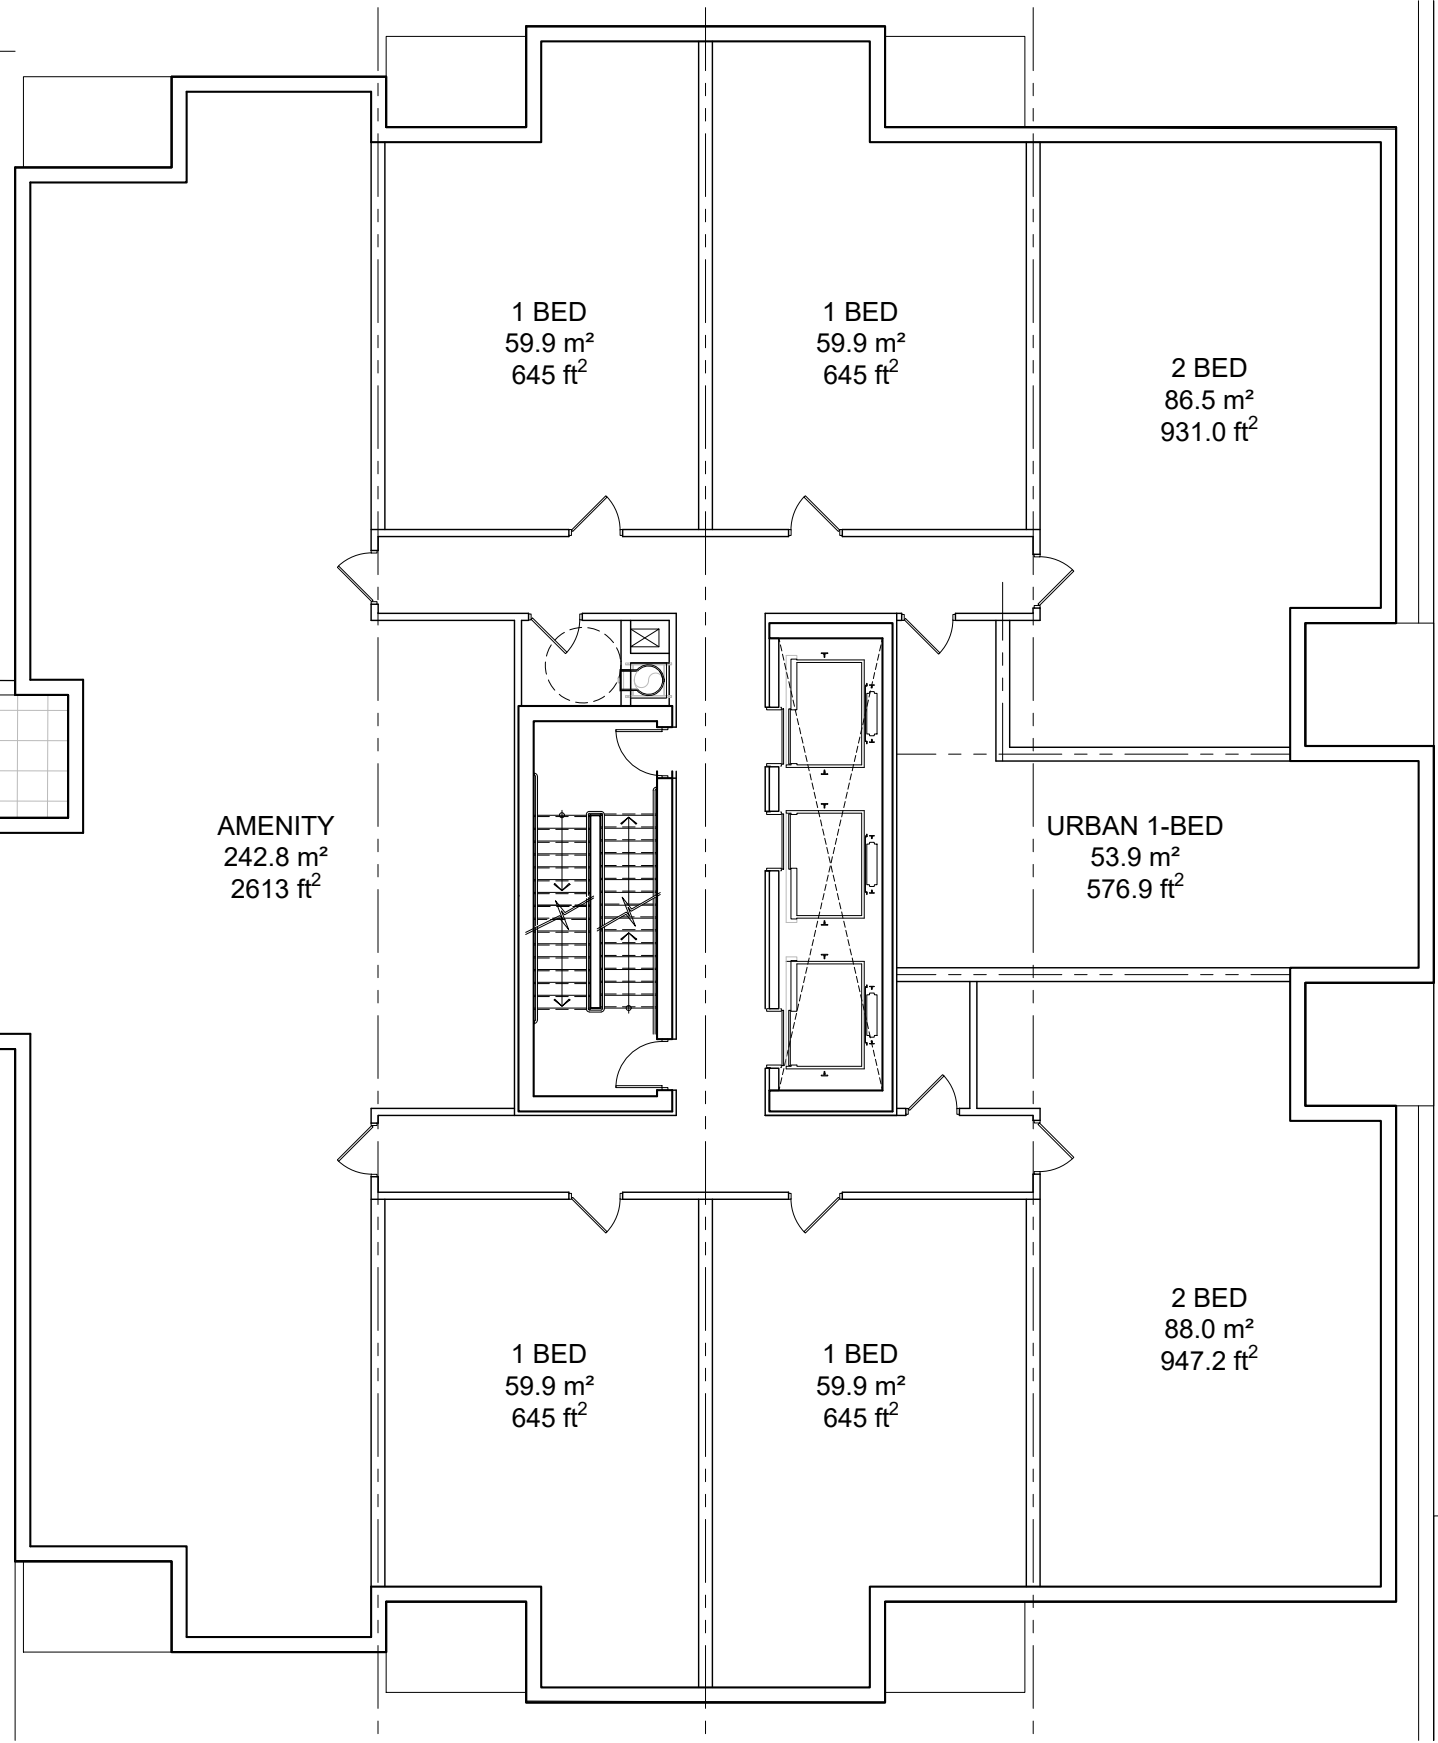 1 BED
59.9 m²
645 ft²
1 BED
59.9 m²
645 ft²
2 BED
86.5 m²
931.0 ft²
AMENITY
242.8 m²
2613 ft²
URBAN 1-BED
53.9 m²
576.9 ft²
1 BED
59.9 m²
645 ft²
1 BED
59.9 m²
645 ft²
2 BED
88.0 m²
947.2 ft²